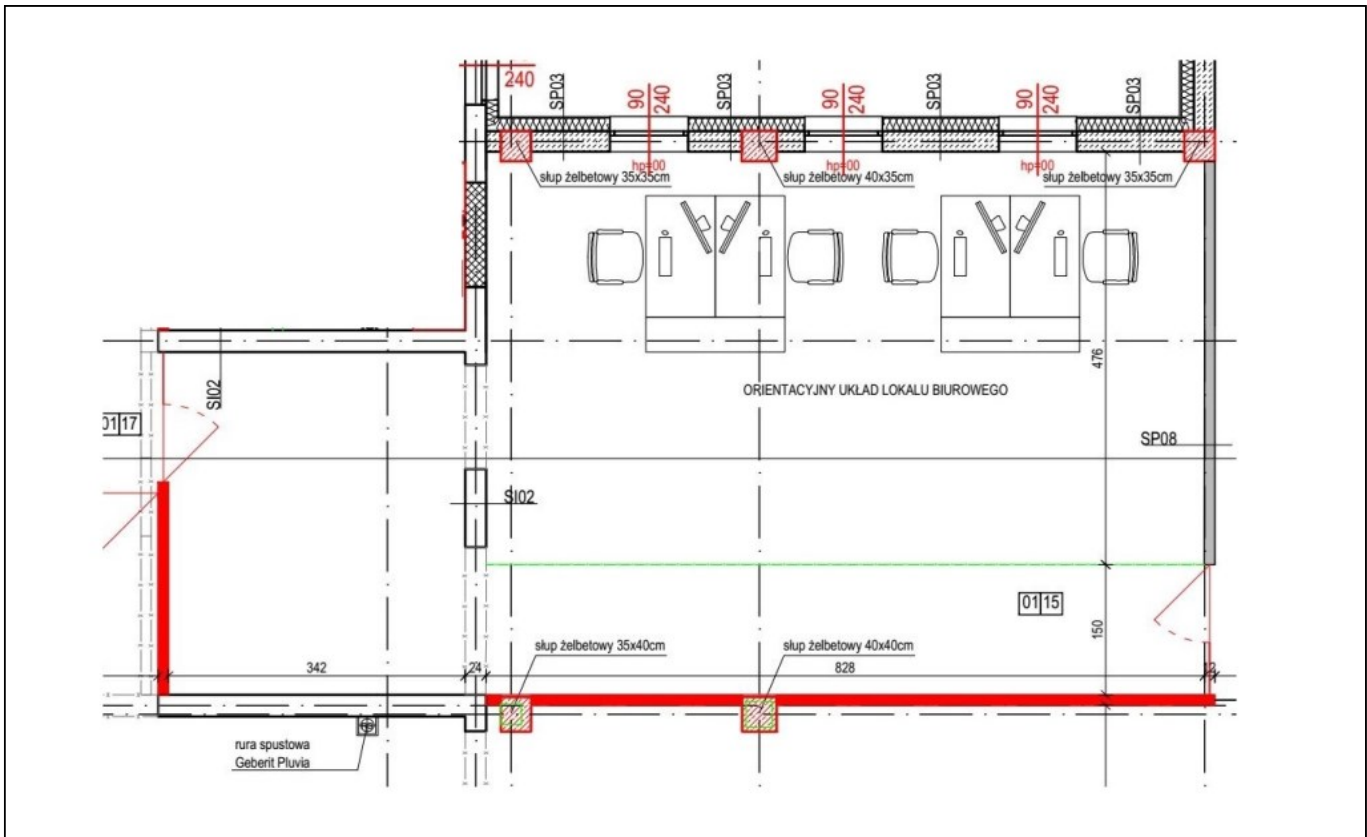 240
SP03
90
240
SP03
90
240
SP03
90
240
SP03
hp=00
hp=00
hp=00
słup żelbetowy 35x35cm
słup żelbetowy 40x35cm
słup żelbetowy 35x35cm
476
ORIENTACYJNY UKŁAD LOKALU BIUROWEGO
SI02
01 17
SP08
SI02
01 15
150
słup żelbetowy 35x40cm
słup żelbetowy 40x40cm
342
24
828
12
rura spustowa
Geberit Pluvia